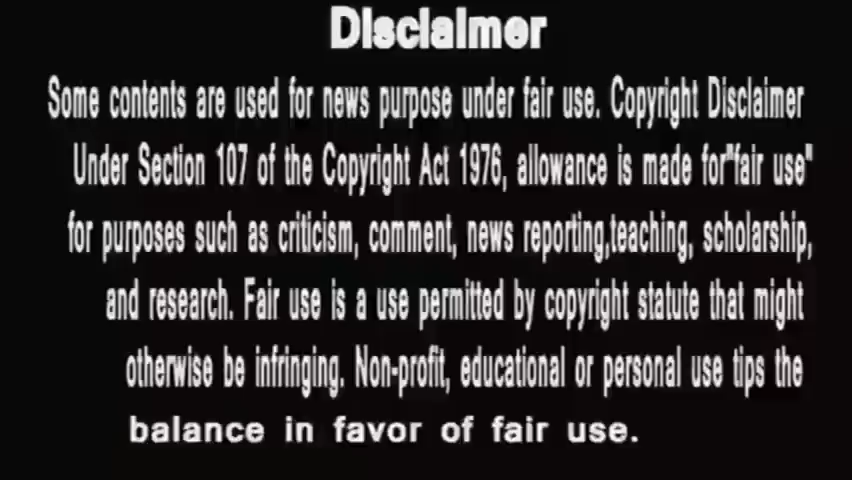 Disclaimer
Some contents are used for news purpose under fair use. Copyright Disclaimer
Under Section 107 of the Copyright Act 1976, allowance is made for"fair use"
for purposes such as criticism, comment, news reporting,teaching, scholarship,
and research. Fair use is a use permitted by copyright statute that might
otherwise be infringing. Non-profit, educational or personal use tips the
balance in favor of fair use.